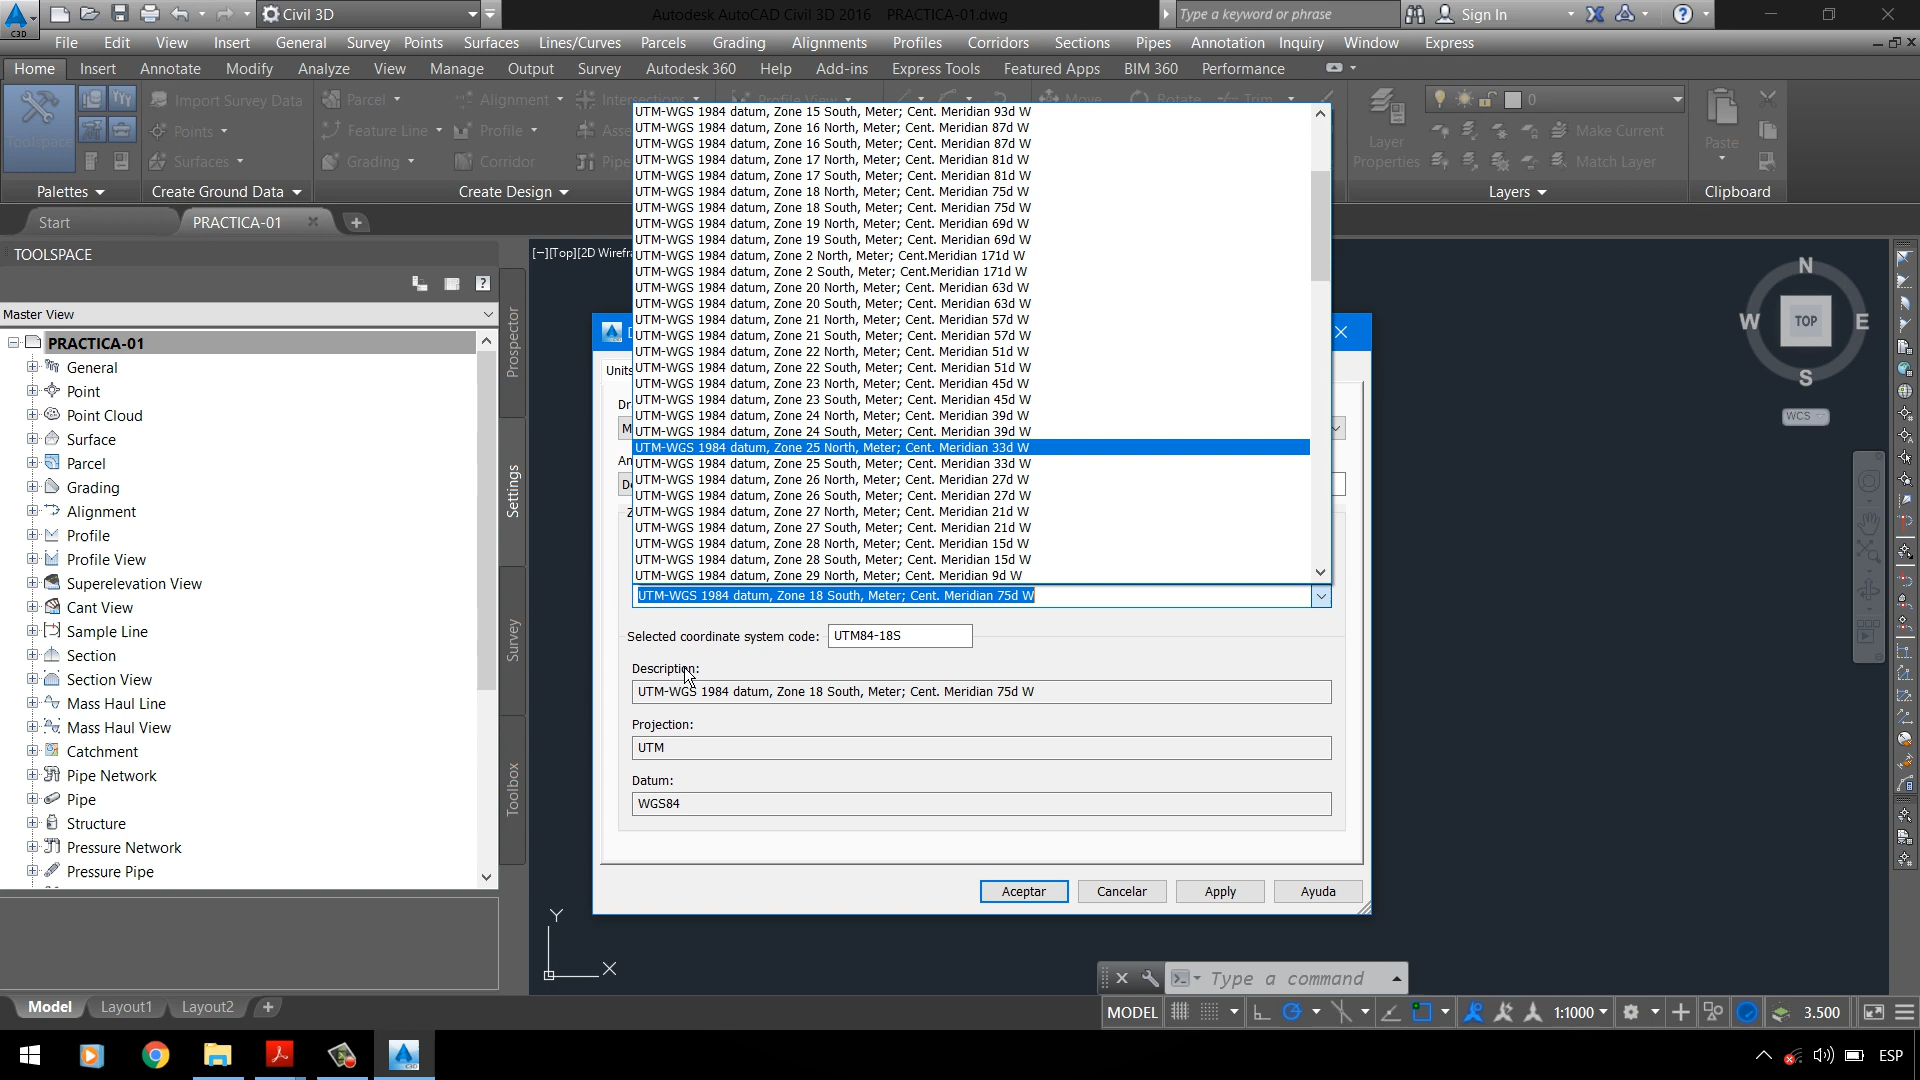 C3D
Civil 3D
Autodesk AutoCAD Civil 3D 2016 PRACTICA-01.dwg
Type a keyword or phrase
Sign In
File Edit View Insert General Survey Points Surfaces Lines/Curves Parcels Grading Alignments Profiles Corridors Sections Pipes Annotation Inquiry Window Express
Home Insert Annotate Modify Analyze View Manage Output Survey Autodesk 360 Help Add-ins Express Tools Featured Apps BIM 360 Performance
Toolspace
Import Survey Data
Points
Surfaces
Parcel
Feature Line
Grading
Alignment
Profile
Corridor
Intersections
Profile View
Move
Rotate
Trim
Layer
Properties
0
Make Current
Match Layer
Paste
Palettes
Create Ground Data
Create Design
Layers
Clipboard
Start
PRACTICA-01
TOOLSPACE
Master View
PRACTICA-01
General
Point
Point Cloud
Surface
Parcel
Grading
Alignment
Profile
Profile View
Superelevation View
Cant View
Sample Line
Section
Section View
Mass Haul Line
Mass Haul View
Catchment
Pipe Network
Pipe
Structure
Pressure Network
Pressure Pipe
Prospector
Settings
Survey
Toolbox
[−][Top][2D Wirefr
Units
UTM-WGS 1984 datum, Zone 15 South, Meter; Cent. Meridian 93d W
UTM-WGS 1984 datum, Zone 16 North, Meter; Cent. Meridian 87d W
UTM-WGS 1984 datum, Zone 16 South, Meter; Cent. Meridian 87d W
UTM-WGS 1984 datum, Zone 17 North, Meter; Cent. Meridian 81d W
UTM-WGS 1984 datum, Zone 17 South, Meter; Cent. Meridian 81d W
UTM-WGS 1984 datum, Zone 18 North, Meter; Cent. Meridian 75d W
UTM-WGS 1984 datum, Zone 18 South, Meter; Cent. Meridian 75d W
UTM-WGS 1984 datum, Zone 19 North, Meter; Cent. Meridian 69d W
UTM-WGS 1984 datum, Zone 19 South, Meter; Cent. Meridian 69d W
UTM-WGS 1984 datum, Zone 2 North, Meter; Cent.Meridian 171d W
UTM-WGS 1984 datum, Zone 2 South, Meter; Cent.Meridian 171d W
UTM-WGS 1984 datum, Zone 20 North, Meter; Cent. Meridian 63d W
UTM-WGS 1984 datum, Zone 20 South, Meter; Cent. Meridian 63d W
UTM-WGS 1984 datum, Zone 21 North, Meter; Cent. Meridian 57d W
UTM-WGS 1984 datum, Zone 21 South, Meter; Cent. Meridian 57d W
UTM-WGS 1984 datum, Zone 22 North, Meter; Cent. Meridian 51d W
UTM-WGS 1984 datum, Zone 22 South, Meter; Cent. Meridian 51d W
UTM-WGS 1984 datum, Zone 23 North, Meter; Cent. Meridian 45d W
UTM-WGS 1984 datum, Zone 23 South, Meter; Cent. Meridian 45d W
UTM-WGS 1984 datum, Zone 24 North, Meter; Cent. Meridian 39d W
UTM-WGS 1984 datum, Zone 24 South, Meter; Cent. Meridian 39d W
UTM-WGS 1984 datum, Zone 25 North, Meter; Cent. Meridian 33d W
UTM-WGS 1984 datum, Zone 25 South, Meter; Cent. Meridian 33d W
UTM-WGS 1984 datum, Zone 26 North, Meter; Cent. Meridian 27d W
UTM-WGS 1984 datum, Zone 26 South, Meter; Cent. Meridian 27d W
UTM-WGS 1984 datum, Zone 27 North, Meter; Cent. Meridian 21d W
UTM-WGS 1984 datum, Zone 27 South, Meter; Cent. Meridian 21d W
UTM-WGS 1984 datum, Zone 28 North, Meter; Cent. Meridian 15d W
UTM-WGS 1984 datum, Zone 28 South, Meter; Cent. Meridian 15d W
UTM-WGS 1984 datum, Zone 29 North, Meter; Cent. Meridian 9d W
UTM-WGS 1984 datum, Zone 18 South, Meter; Cent. Meridian 75d W
Selected coordinate system code: UTM84-18S
Description:
UTM-WGS 1984 datum, Zone 18 South, Meter; Cent. Meridian 75d W
Projection:
UTM
Datum:
WGS84
Aceptar Cancelar Apply Ayuda
N
W TOP E
S
WCS
Y
X
Type a command
Model Layout1 Layout2
MODEL 1:1000 3.500
ESP